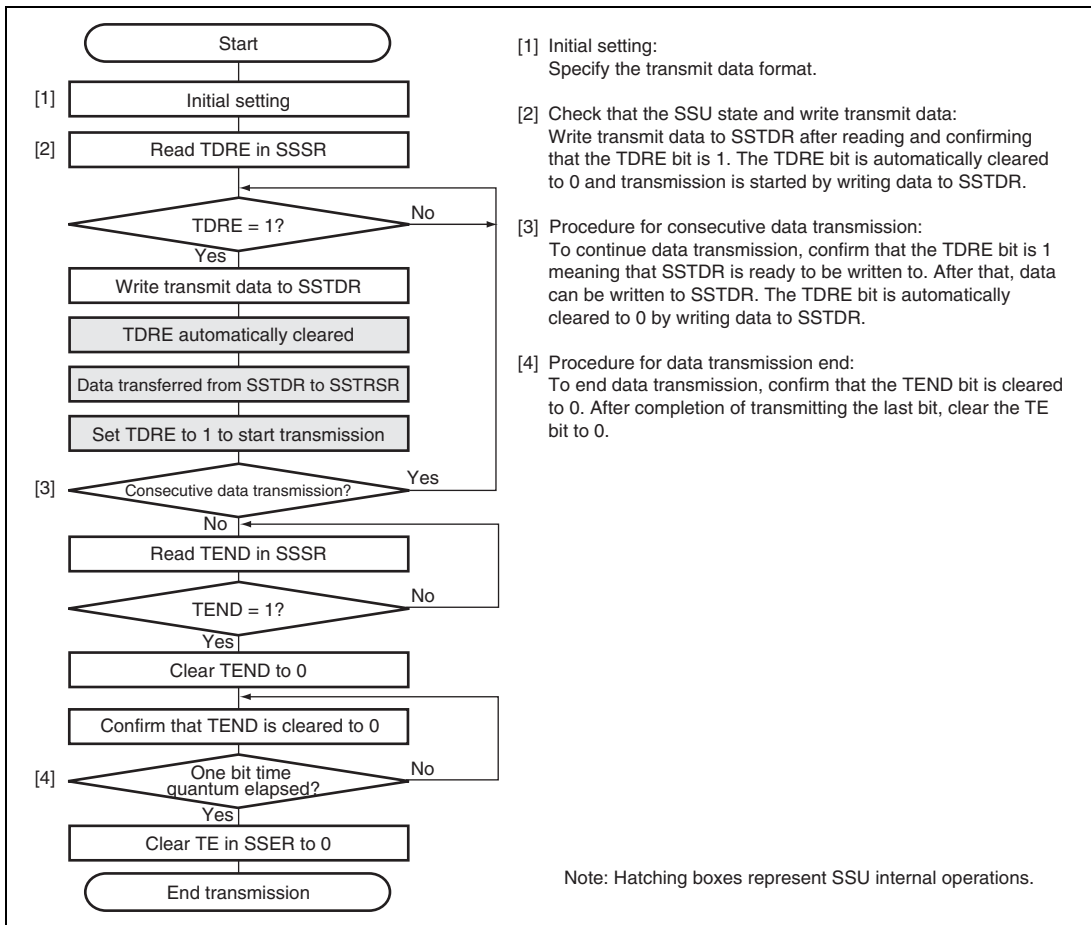 Start
[1] Initial setting
[2] Read TDRE in SSSR
TDRE = 1?
No
Yes
Write transmit data to SSTDR
TDRE automatically cleared
Data transferred from SSTDR to SSTRSR
Set TDRE to 1 to start transmission
[3] Consecutive data transmission?
Yes
No
Read TEND in SSSR
TEND = 1?
No
Yes
Clear TEND to 0
Confirm that TEND is cleared to 0
[4] One bit time
quantum elapsed?
No
Yes
Clear TE in SSER to 0
End transmission
[1] Initial setting:
Specify the transmit data format.
[2] Check that the SSU state and write transmit data:
Write transmit data to SSTDR after reading and confirming
that the TDRE bit is 1. The TDRE bit is automatically cleared
to 0 and transmission is started by writing data to SSTDR.
[3] Procedure for consecutive data transmission:
To continue data transmission, confirm that the TDRE bit is 1
meaning that SSTDR is ready to be written to. After that, data
can be written to SSTDR. The TDRE bit is automatically
cleared to 0 by writing data to SSTDR.
[4] Procedure for data transmission end:
To end data transmission, confirm that the TEND bit is cleared
to 0. After completion of transmitting the last bit, clear the TE
bit to 0.
Note: Hatching boxes represent SSU internal operations.